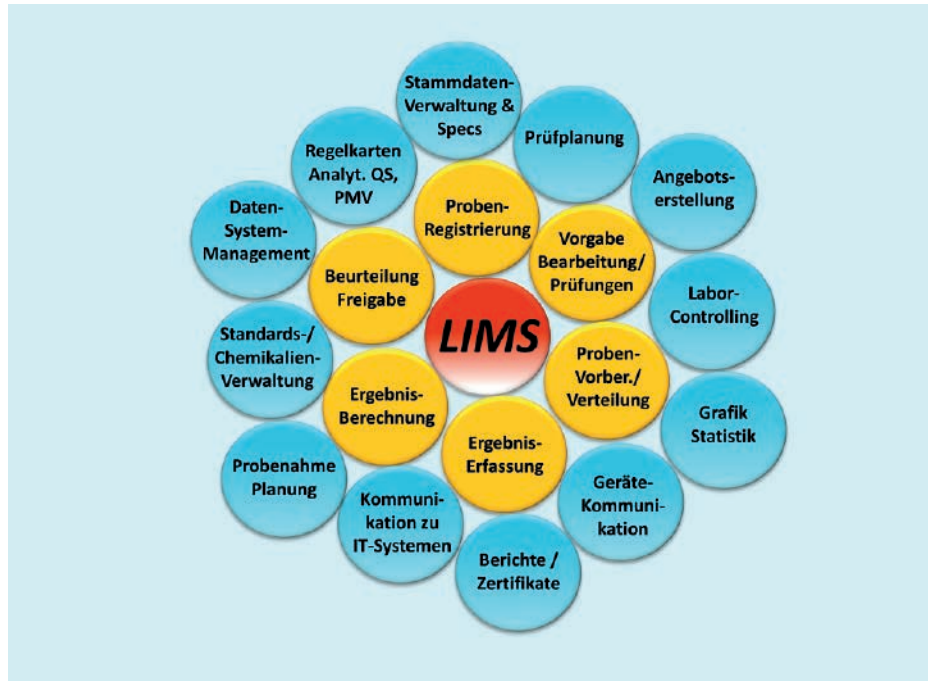 Stammdaten-
Verwaltung &
Specs
Prüfplanung
Regelkarten
Analyt. QS,
PMV
Angebots-
erstellung
Daten-
System-
Management
Proben-
Registrierung
Vorgabe
Bearbeitung/
Prüfungen
Beurteilung
Freigabe
Labor-
Controlling
LIMS
Standards-/
Chemikalien-
Verwaltung
Proben-
Vorber./
Verteilung
Ergebnis-
Berechnung
Grafik
Statistik
Ergebnis-
Erfassung
Probenahme
Planung
Geräte-
Kommuni-
kation
Kommuni-
kation zu
IT-Systemen
Berichte /
Zertifikate